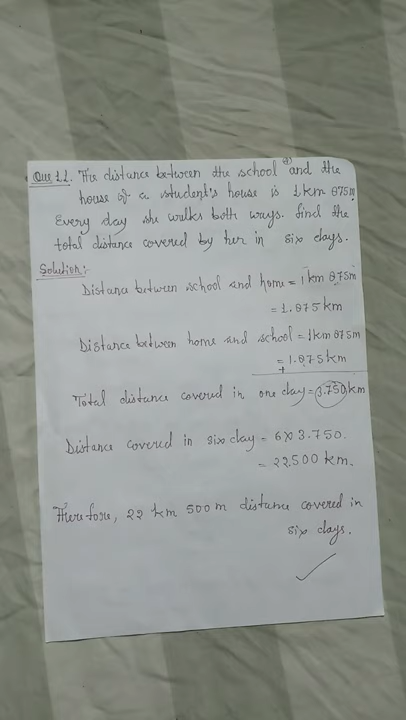 Que 11. The distance between the school and the
house of a student's house is 1km 875m
Every day she walks both ways. find the
total distance covered by her in six days.
Solution:-
Distance between school and home = 1 km 875m
= 1.875 km
Distance between home and school = 1km 875m
= 1.875 km
+
Total distance covered in one day = 3.750 km
Distance covered in six day = 6 x 3.750.
= 22.500 km.
Therefore, 22 km 500 m distance covered in
six days.